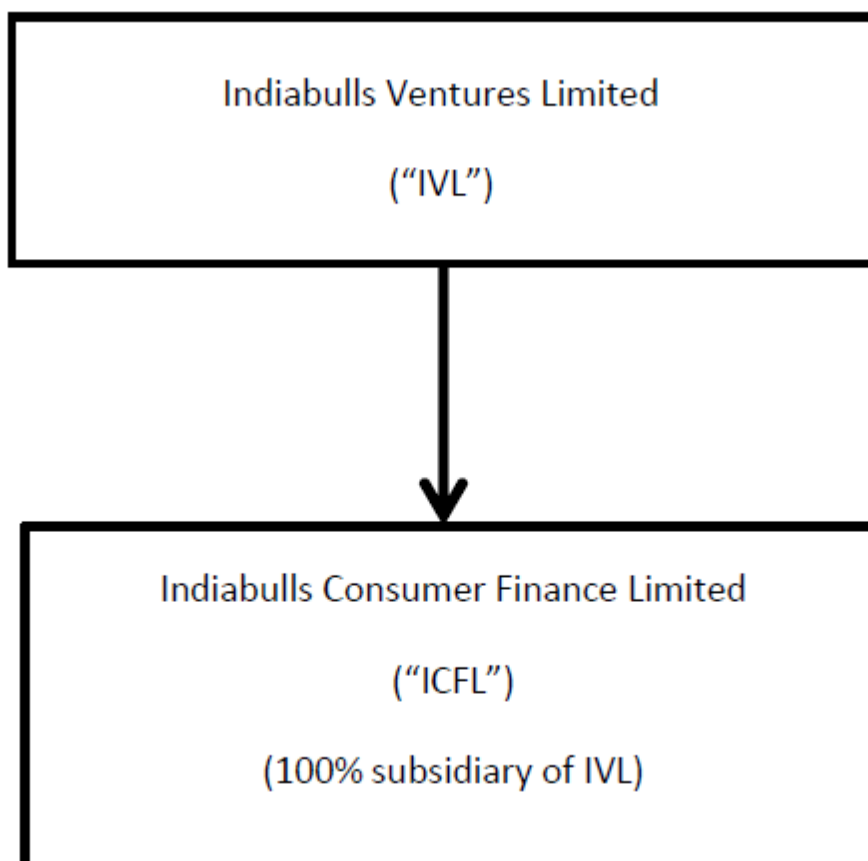 Indiabulls Ventures Limited
(“IVL”)
Indiabulls Consumer Finance Limited
(“ICFL”)
(100% subsidiary of IVL)